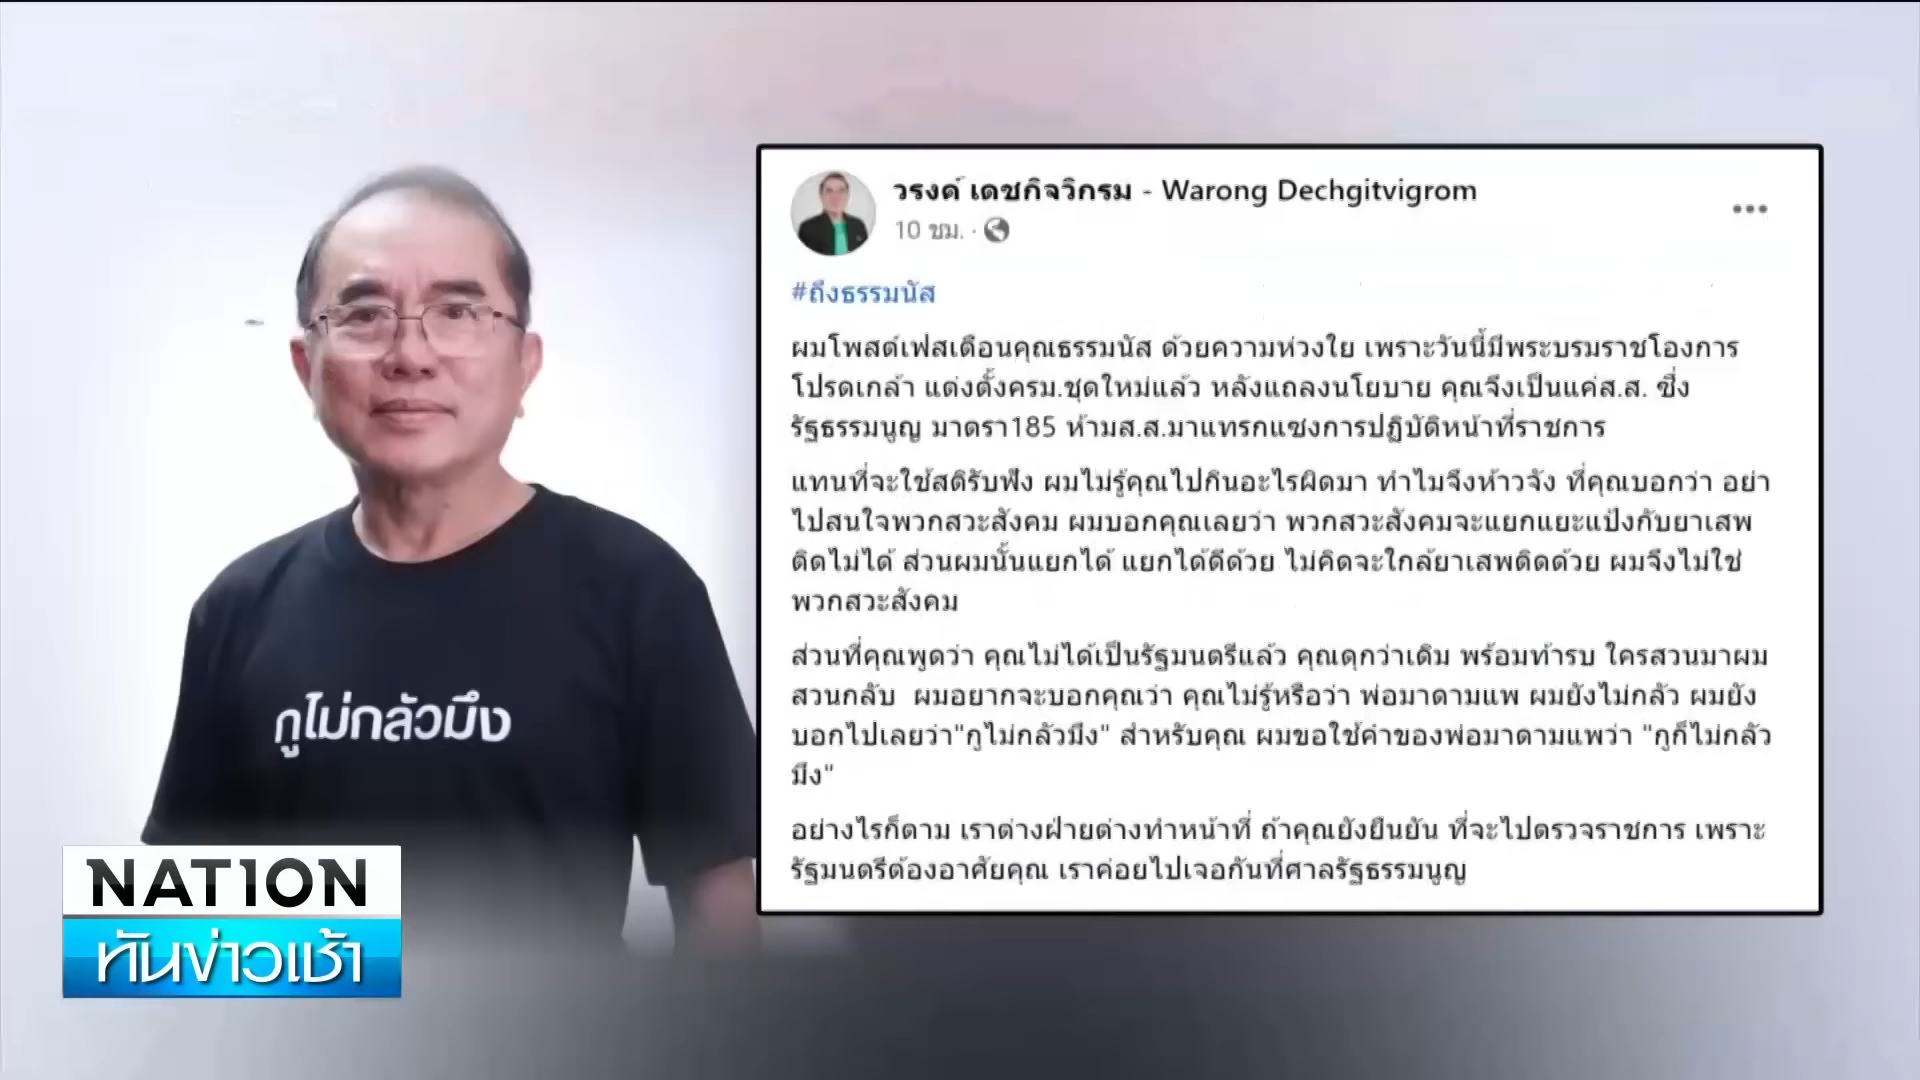 วรงค์ เดชกิจวิกรม - Warong Dechgitvigrom
10 ชม. ·
#ถึงธรรมนัส
ผมโพสต์เฟสเตือนคุณธรรมนัส ด้วยความห่วงใย เพราะวันนี้มีพระบรมราชโองการ
โปรดเกล้า แต่งตั้งครม.ชุดใหม่แล้ว หลังแถลงนโยบาย คุณจึงเป็นแค่ส.ส. ซึ่ง
รัฐธรรมนูญ มาตรา185 ห้ามส.ส.มาแทรกแซงการปฏิบัติหน้าที่ราชการ
แทนที่จะใช้สติรับฟัง ผมไม่รู้คุณไปกินอะไรผิดมา ทำไมจึงห้าวจัง ที่คุณบอกว่า อย่า
ไปสนใจพวกสวะสังคม ผมบอกคุณเลยว่า พวกสวะสังคมจะแยกแยะแป้งกับยาเสพ
ติดไม่ได้ ส่วนผมนั้นแยกได้ แยกได้ดีด้วย ไม่คิดจะใกล้ยาเสพติดด้วย ผมจึงไม่ใช่
พวกสวะสังคม
ส่วนที่คุณพูดว่า คุณไม่ได้เป็นรัฐมนตรีแล้ว คุณดุกว่าเดิม พร้อมท้ารบ ใครสวนมาผม
สวนกลับ ผมอยากจะบอกคุณว่า คุณไม่รู้หรือว่า พ่อมาดามแพ ผมยังไม่กลัว ผมยัง
บอกไปเลยว่า"กูไม่กลัวมึง" สำหรับคุณ ผมขอใช้คำของพ่อมาดามแพว่า "กูก็ไม่กลัว
มึง"
อย่างไรก็ตาม เราต่างฝ่ายต่างทำหน้าที่ ถ้าคุณยังยืนยัน ที่จะไปตรวจราชการ เพราะ
รัฐมนตรีต้องอาศัยคุณ เราค่อยไปเจอกันที่ศาลรัฐธรรมนูญ
กูไม่กลัวมึง
NATION
ทันข่าวเช้า